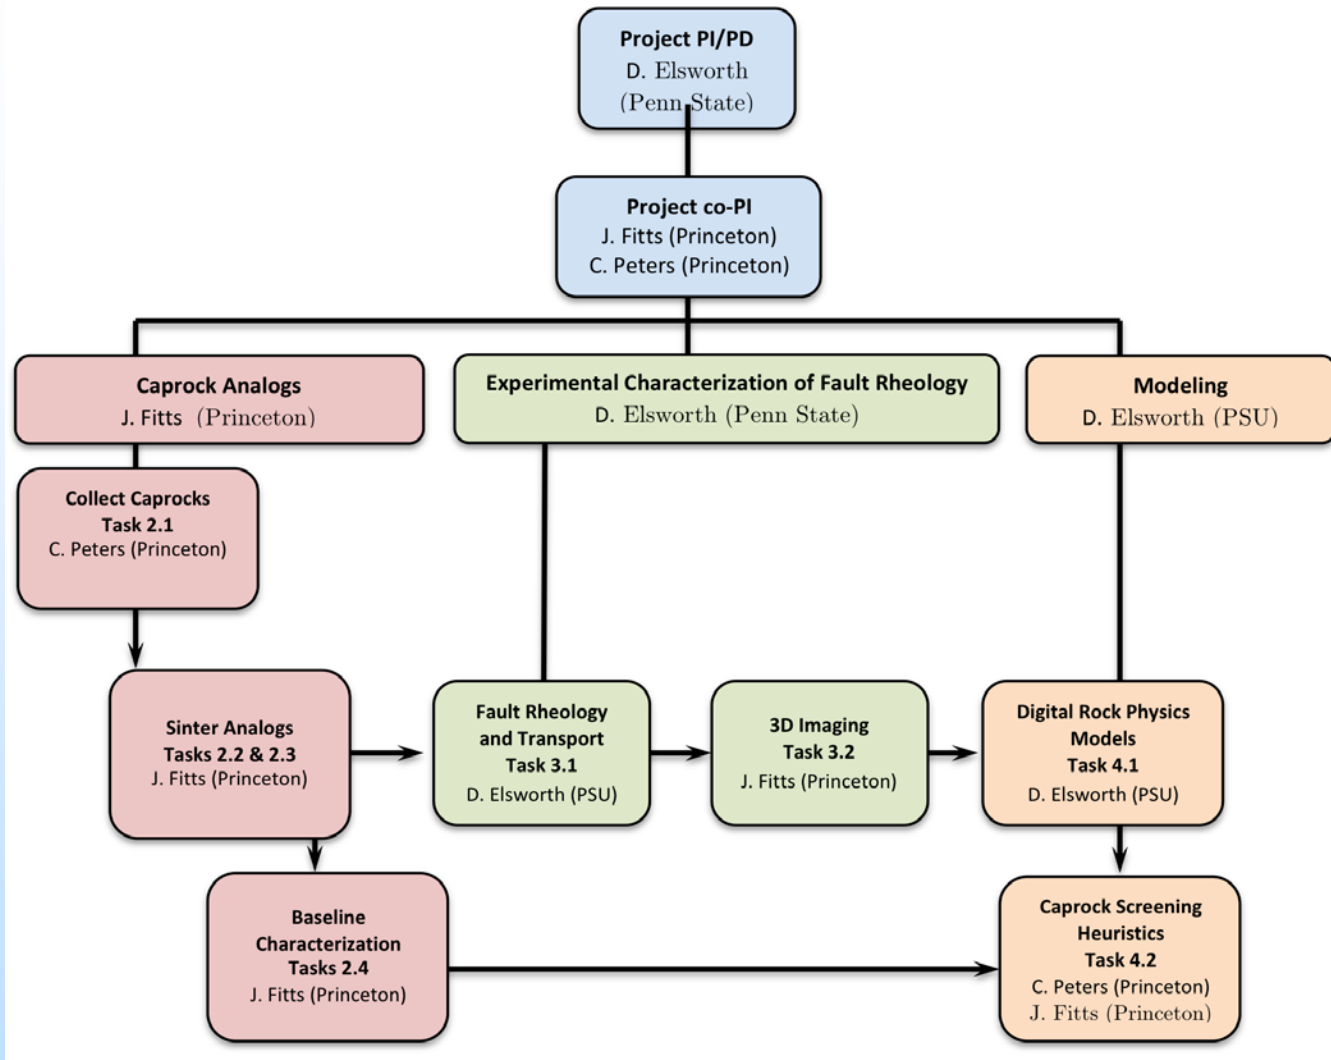 Project PI/PD
D. Elsworth
(Penn State)
Project co-PI
J. Fitts (Princeton)
C. Peters (Princeton)
Caprock Analogs
J. Fitts (Princeton)
Experimental Characterization of Fault Rheology
D. Elsworth (Penn State)
Modeling
D. Elsworth (PSU)
Collect Caprocks
Task 2.1
C. Peters (Princeton)
Sinter Analogs
Tasks 2.2 & 2.3
J. Fitts (Princeton)
Fault Rheology
and Transport
Task 3.1
D. Elsworth (PSU)
3D Imaging
Task 3.2
J. Fitts (Princeton)
Digital Rock Physics
Models
Task 4.1
D. Elsworth (PSU)
Baseline
Characterization
Tasks 2.4
J. Fitts (Princeton)
Caprock Screening
Heuristics
Task 4.2
C. Peters (Princeton)
J. Fitts (Princeton)